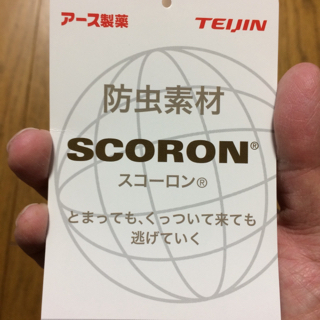 アース製薬 TEIJIN
防虫素材
SCORON®
スコーロン®
とまっても、くっついて来ても
逃げていく